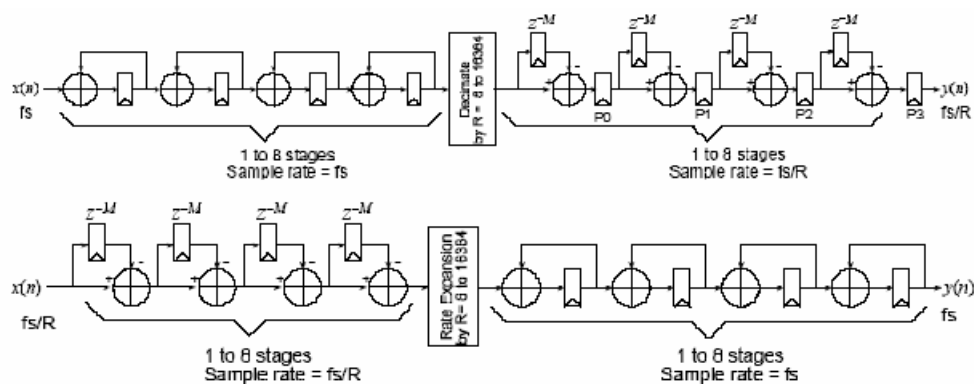 z⁻ᴹ z⁻ᴹ z⁻ᴹ z⁻ᴹ
x(n)
fs
Decimate
by R = 8 to 16384
- - - -
+ + + +
P0 P1 P2 P3
y(n)
fs/R
1 to 8 stages
Sample rate = fs
1 to 8 stages
Sample rate = fs/R
z⁻ᴹ z⁻ᴹ z⁻ᴹ z⁻ᴹ
x(n)
fs/R
- - - -
+ + + +
Rate Expansion
by R= 8 to 16384
y(n)
fs
1 to 8 stages
Sample rate = fs/R
1 to 8 stages
Sample rate = fs